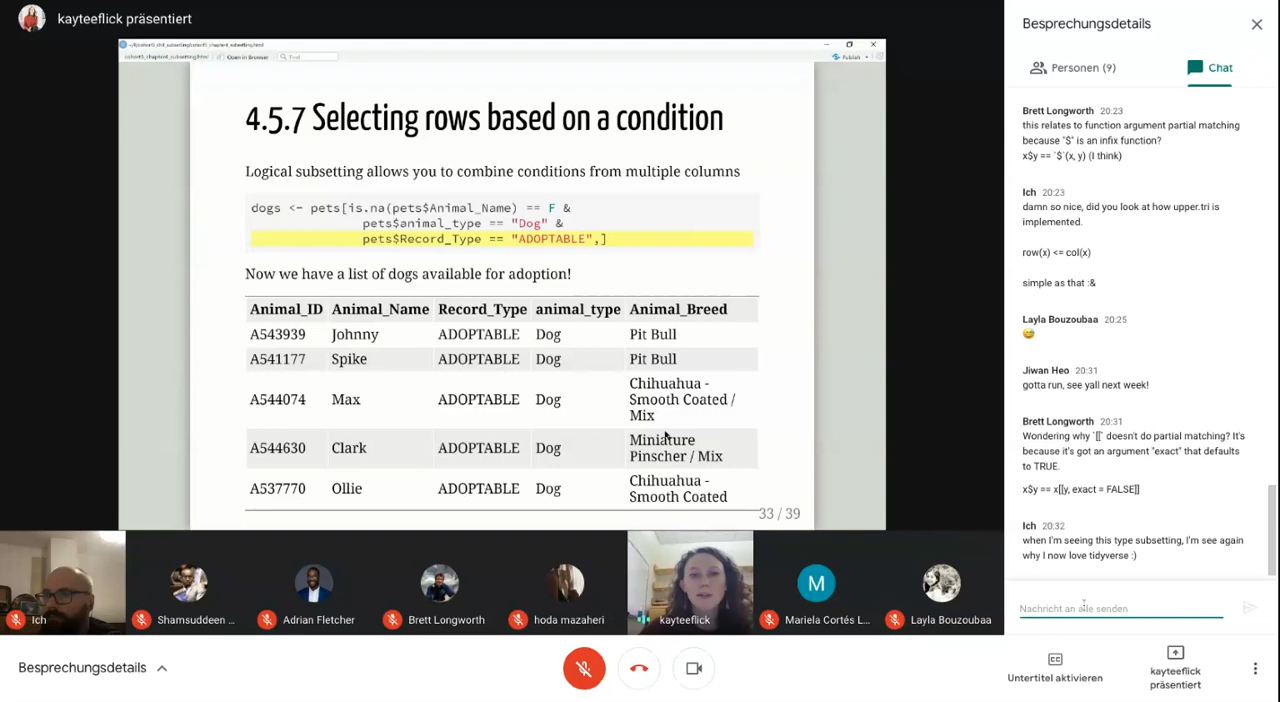 kayteeflick präsentiert
Open in Browser
Find
Publish
4.5.7 Selecting rows based on a condition
Logical subsetting allows you to combine conditions from multiple columns
dogs <- pets[is.na(pets$Animal_Name) == F &
pets$animal_type == "Dog" &
pets$Record_Type == "ADOPTABLE",]
Now we have a list of dogs available for adoption!
Animal_ID Animal_Name Record_Type animal_type Animal_Breed
A543939 Johnny ADOPTABLE Dog Pit Bull
A541177 Spike ADOPTABLE Dog Pit Bull
A544074 Max ADOPTABLE Dog Chihuahua -
Smooth Coated /
Mix
A544630 Clark ADOPTABLE Dog Miniature
Pinscher / Mix
A537770 Ollie ADOPTABLE Dog Chihuahua -
Smooth Coated
33 / 39
Ich
Shamsuddeen ...
Adrian Fletcher
Brett Longworth
hoda mazaheri
kayteeflick
M
Mariela Cortés L...
Layla Bouzoubaa
Besprechungsdetails
Personen (9)
Chat
Brett Longworth 20:23
this relates to function argument partial matching
because "$" is an infix function?
x$y == `$`(x, y) (I think)
Ich 20:23
damn so nice, did you look at how upper.tri is
implemented.
row(x) <= col(x)
simple as that :&
Layla Bouzoubaa 20:25
😅
Jiwan Heo 20:31
gotta run, see yall next week!
Brett Longworth 20:31
Wondering why `[[` doesn't do partial matching? It's
because it's got an argument "exact" that defaults
to TRUE.
x$y == x[[y, exact = FALSE]]
Ich 20:32
when I'm seeing this type subsetting, I'm see again
why I now love tidyverse :)
Nachricht an alle senden
Besprechungsdetails
Untertitel aktivieren
kayteeflick
präsentiert